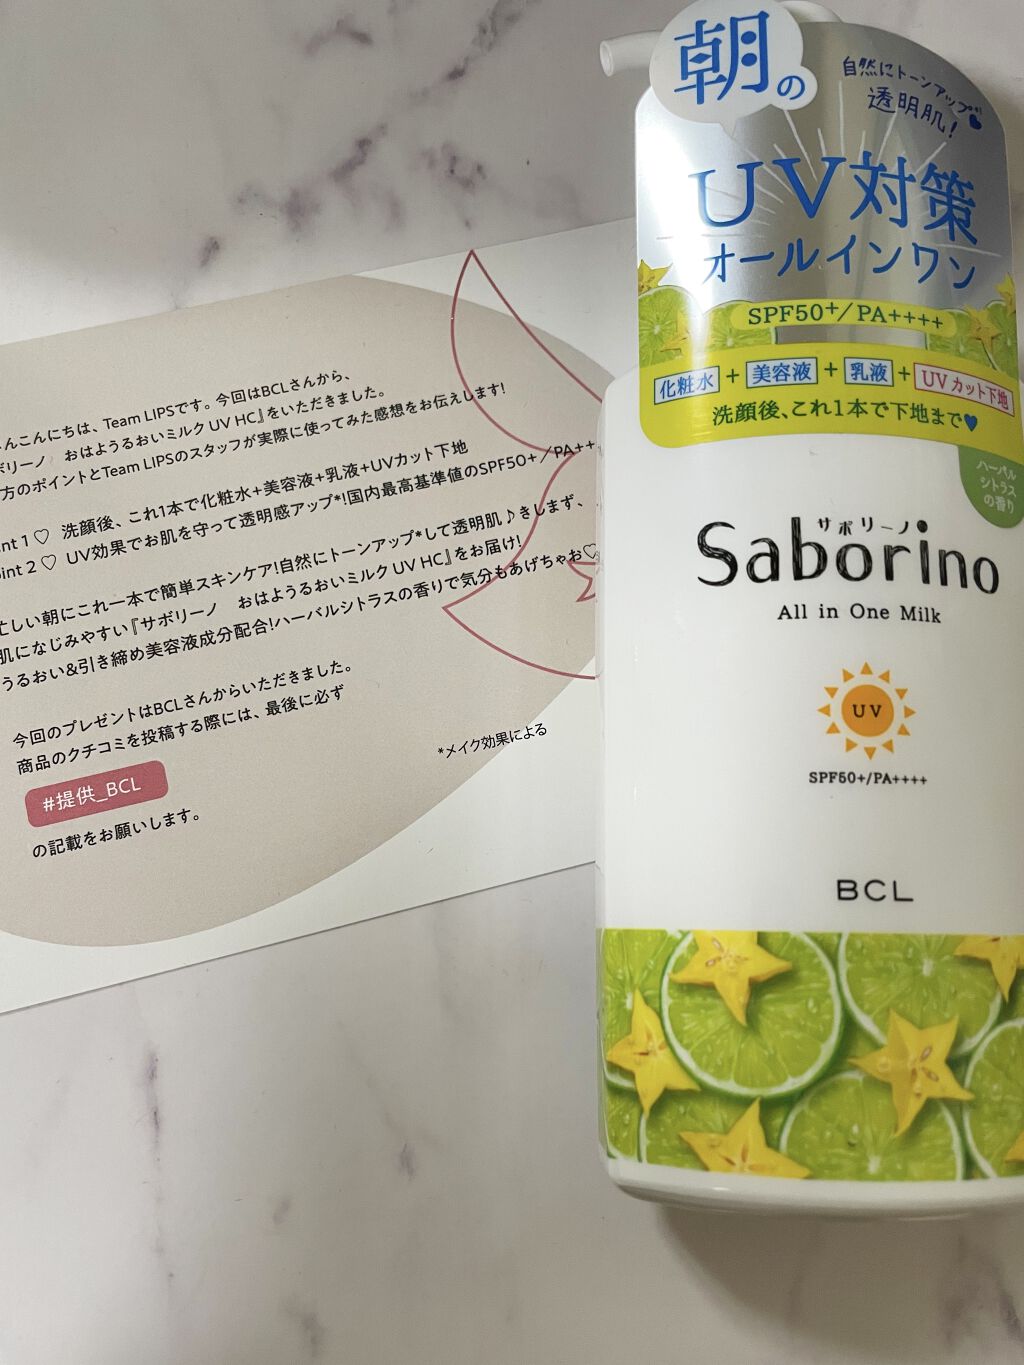 んこんにちは、Team LIPSです。今回はBCLさんから、
ボリーノ おはようるおいミルク UV HC』をいただきました。
方のポイントとTeam LIPSのスタッフが実際に使ってみた感想をお伝えします!
int 1♡ 洗顔後、これ1本で化粧水+美容液+乳液+UVカット下地
oint 2♡ UV効果でお肌を守って透明感アップ*!国内最高基準値のSPF50+/PA++
忙しい朝にこれ一本で簡単スキンケア!自然にトーンアップ*して透明肌♪きしまず、
肌になじみやすい『サボリーノ おはようるおいミルク UV HC』をお届け!
うるおい&引き締め美容液成分配合!ハーバルシトラスの香りで気分もあげちゃお♡
今回のプレゼントはBCLさんからいただきました。
商品のクチコミを投稿する際には、最後に必ず
#提供_BCL
の記載をお願いします。
*メイク効果による
朝の
自然にトーンアップ
透明肌!
UV対策
オールインワン
SPF50+/PA++++
化粧水+美容液+乳液+UVカット下地
洗顔後、これ1本で下地まで♥
ハーバル
シトラス
の香り
サボリーノ
Saborino
All in One Milk
UV
SPF50+/PA++++
BCL